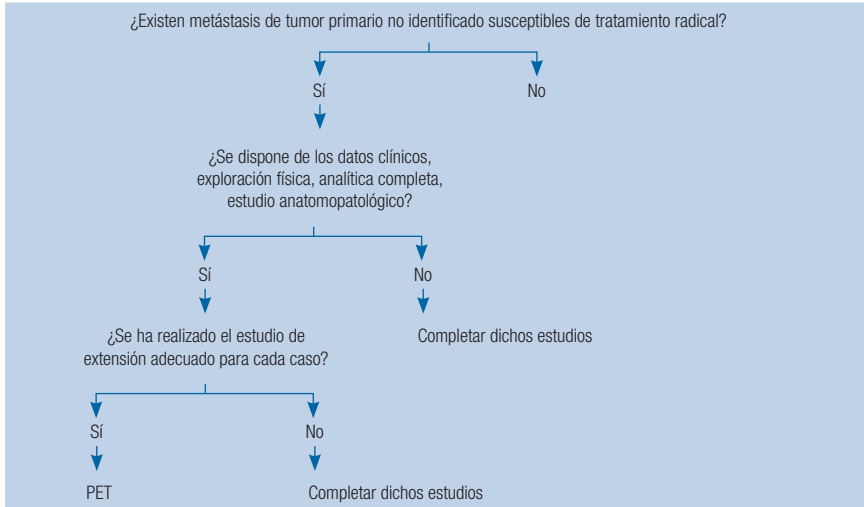 ¿Existen metástasis de tumor primario no identificado susceptibles de tratamiento radical?
Sí
No
¿Se dispone de los datos clínicos,
exploración física, analítica completa,
estudio anatomopatológico?
Sí
No
¿Se ha realizado el estudio de
extensión adecuado para cada caso?
Completar dichos estudios
Sí
No
PET
Completar dichos estudios